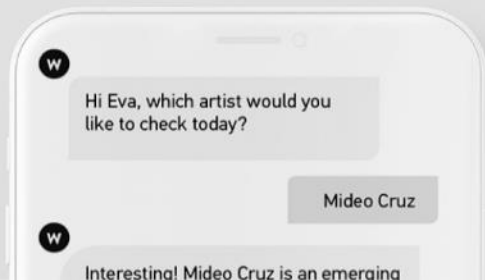 W
Hi Eva, which artist would you
like to check today?
Mideo Cruz
W
Interesting! Mideo Cruz is an emerging